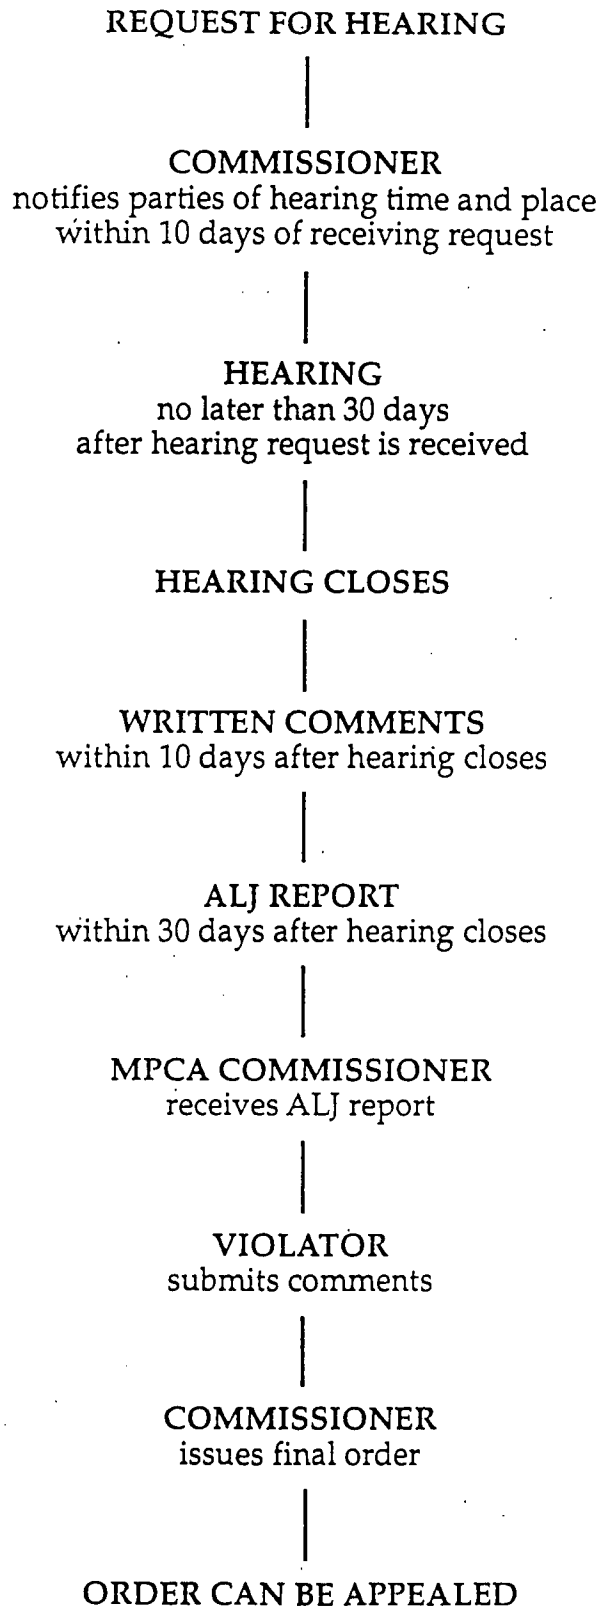 REQUEST FOR HEARING
COMMISSIONER
notifies parties of hearing time and place
within 10 days of receiving request
HEARING
no later than 30 days
after hearing request is received
HEARING CLOSES
WRITTEN COMMENTS
within 10 days after hearing closes
ALJ REPORT
within 30 days after hearing closes
MPCA COMMISSIONER
receives ALJ report
VIOLATOR
submits comments
COMMISSIONER
issues final order
ORDER CAN BE APPEALED